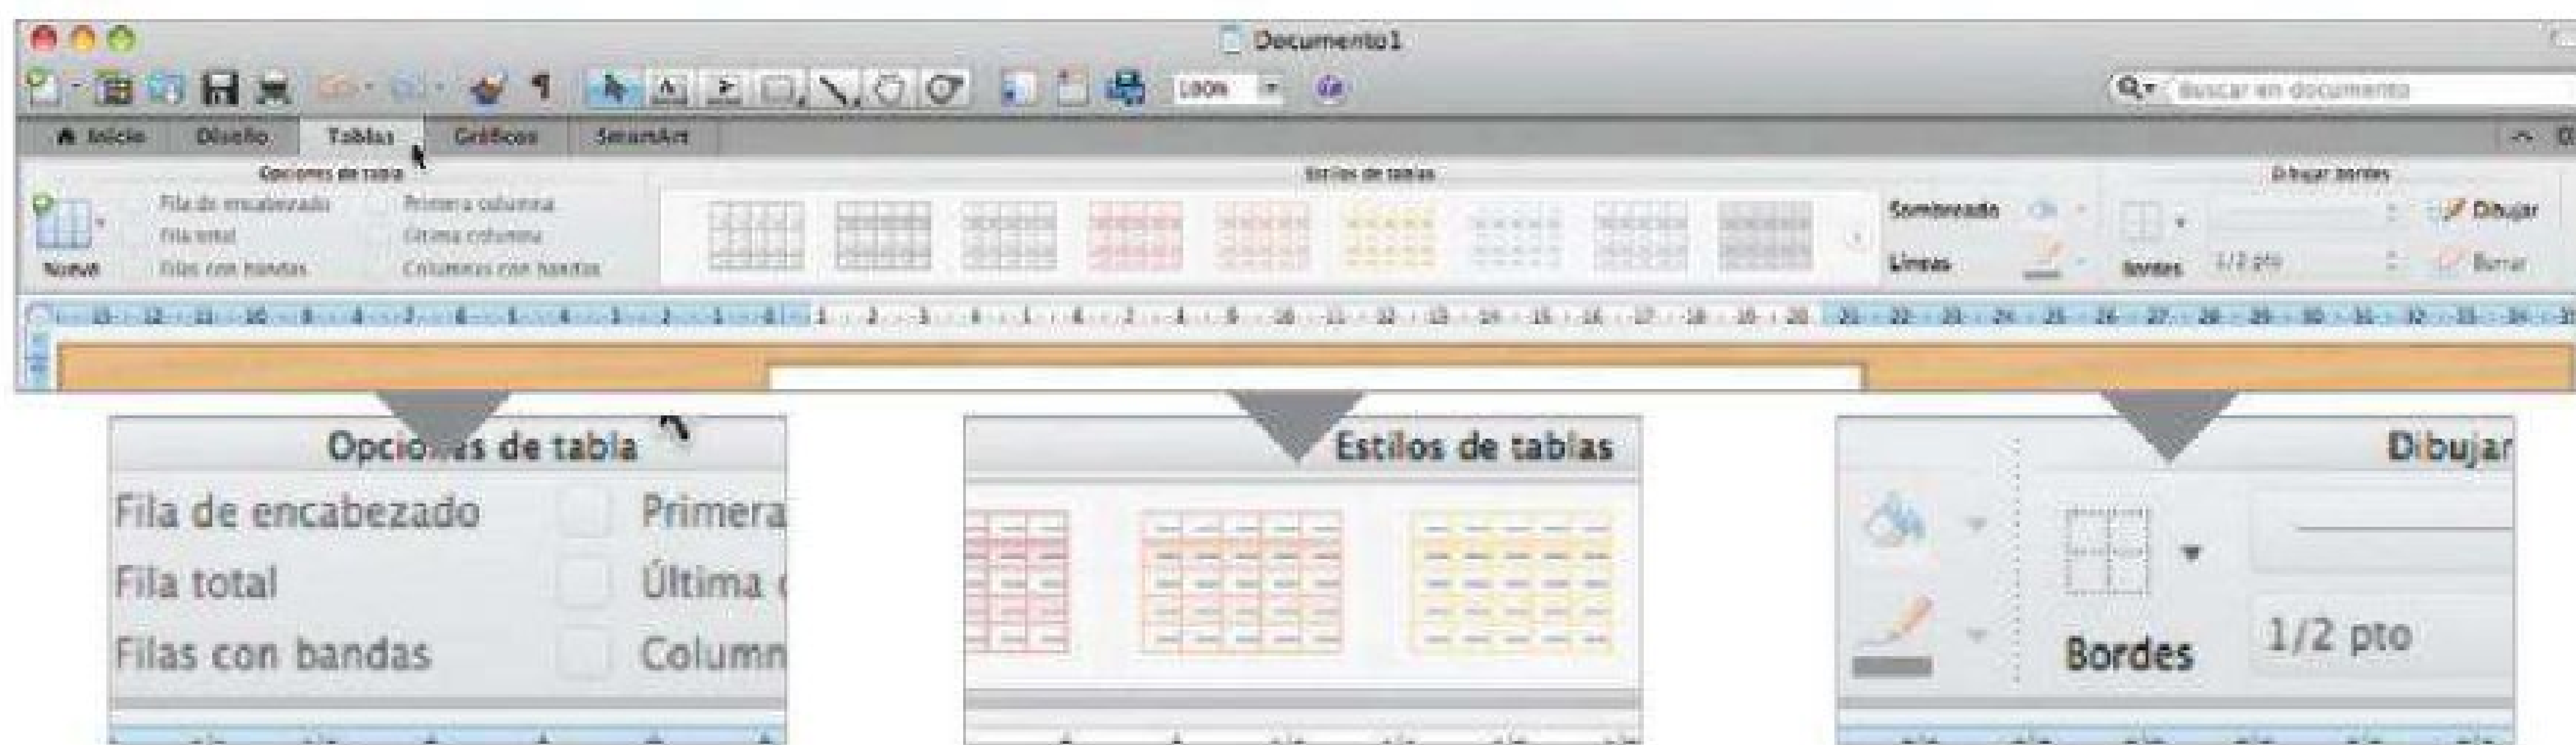 Documento1
100%
Buscar en documento
Inicio Diseño Tablas Gráficos SmartArt
Opciones de tabla Estilos de tablas Dibujar bordes
Fila de encabezado Primera columna Sombreado Dibujar
Fila total Última columna
Nuevo Filas con bandas Columnas con bandas Líneas Bordes 1/2 pto Borrar
Opciones de tabla
Fila de encabezado Primera
Fila total Última
Filas con bandas Column
Estilos de tablas
Dibujar
Bordes 1/2 pto